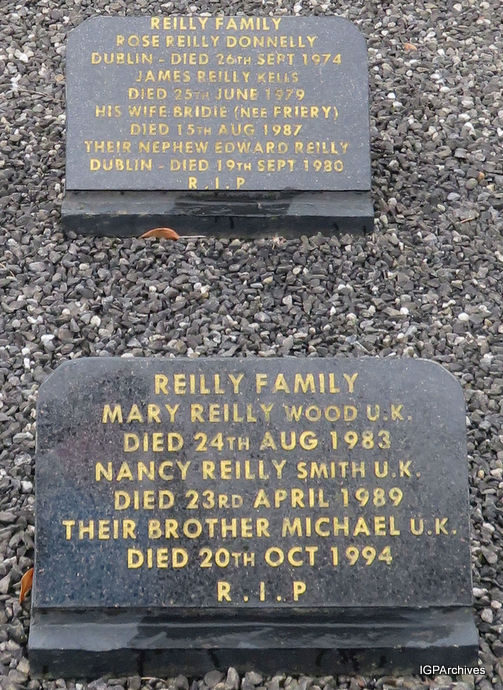 REILLY FAMILY
ROSE REILLY DONNELLY
DUBLIN - DIED 26TH SEPT 1974
JAMES REILLY KELLS
DIED 25TH JUNE 1979
HIS WIFE BRIDIE (NEE FRIERY)
DIED 15TH AUG 1987
THEIR NEPHEW EDWARD REILLY
DUBLIN - DIED 19TH SEPT 1980
R.I.P
REILLY FAMILY
MARY REILLY WOOD U.K.
DIED 24TH AUG 1983
NANCY REILLY SMITH U.K.
DIED 23RD APRIL 1989
THEIR BROTHER MICHAEL U.K.
DIED 20TH OCT 1994
R.I.P
IGPArchives